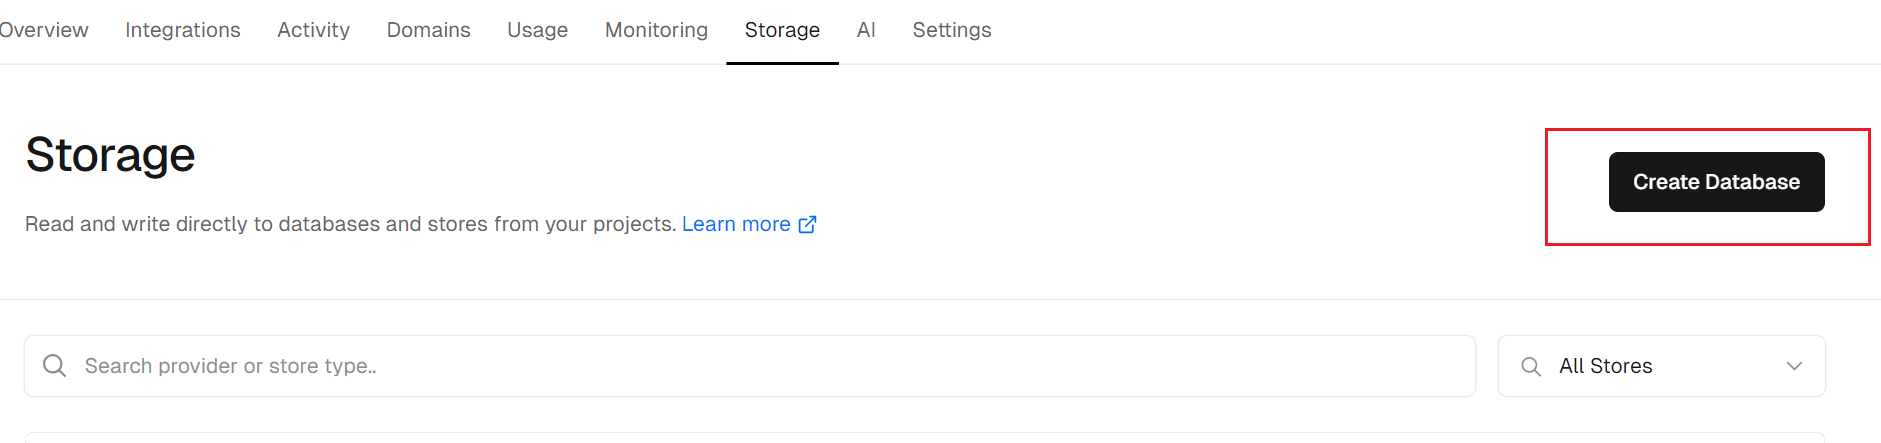 Overview Integrations Activity Domains Usage Monitoring Storage AI Settings
Storage
Create Database
Read and write directly to databases and stores from your projects. Learn more
Search provider or store type..
All Stores